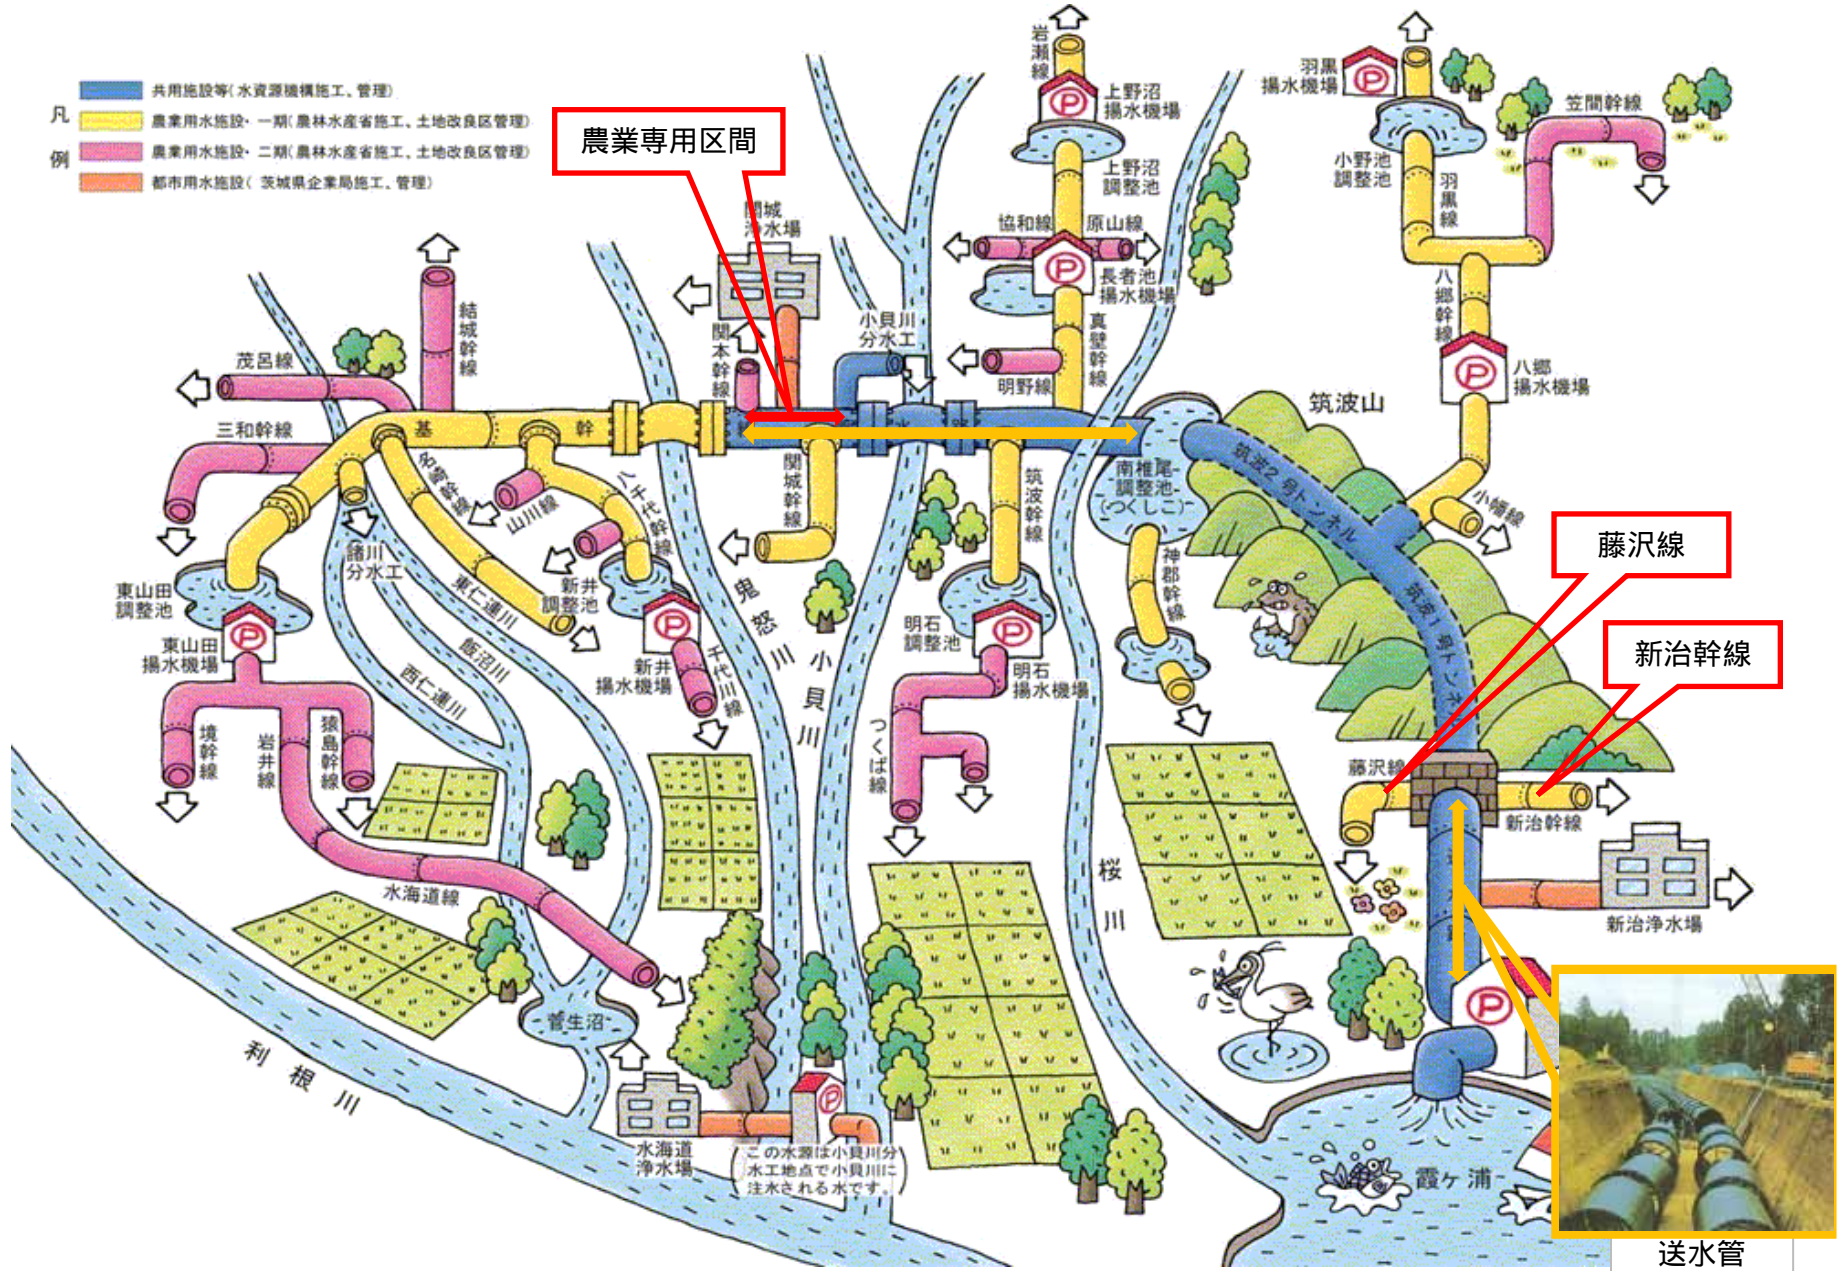 凡
例
共用施設等(水資源機構施工、管理)
農業用水施設・一期(農林水産省施工、土地改良区管理)
農業用水施設・二期(農林水産省施工、土地改良区管理)
都市用水施設( 茨城県企業局施工、管理)
農業専用区間
岩瀬線
上野沼
揚水機場
上野沼
調整池
羽黒
揚水機場
小野池
調整池
羽黒線
笠間幹線
協和線
原山線
長者池
揚水機場
関城
浄水場
関本幹線
小貝川
分水工
明野線
真壁幹線
八郷幹線
八郷
揚水機場
結城幹線
茂呂線
三和幹線
基
幹
水
路
筑波山
南椎尾
調整池
(つくしこ)
筑波2号トンネル
小幡線
筑波1号トンネル
藤沢線
新治幹線
名崎幹線
山川線
八千代幹線
関城幹線
筑波幹線
神郡幹線
諸川
分水工
東山田
調整池
東山田
揚水機場
東仁連川
飯沼川
西仁連川
新井
調整池
新井
揚水機場
千代川線
鬼怒川
小貝川
明石
調整池
明石
揚水機場
つくば線
境幹線
岩井線
猿島幹線
水海道線
桜川
藤沢線
新治幹線
送水路
新治浄水場
菅生沼
利根川
水海道
浄水場
(この水源は小貝川分
水工地点で小貝川に
注水される水です。)
霞ヶ浦
送水管
P
P
P
P
P
P
P
P
P
P